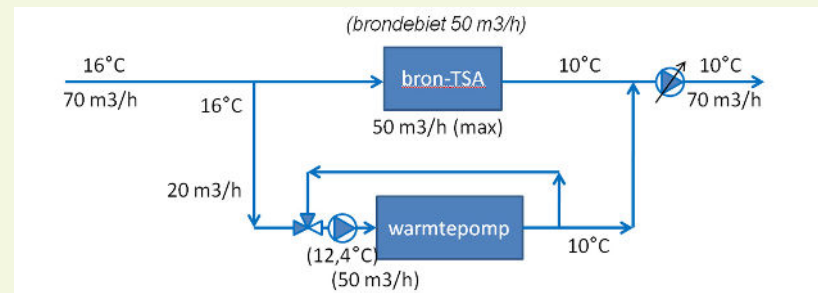 (brondebiet 50 m3/h)
16°C
bron-TSA
10°C
10°C
70 m3/h
16°C
50 m3/h (max)
70 m3/h
20 m3/h
warmtepomp
(12,4°C)
10°C
(50 m3/h)